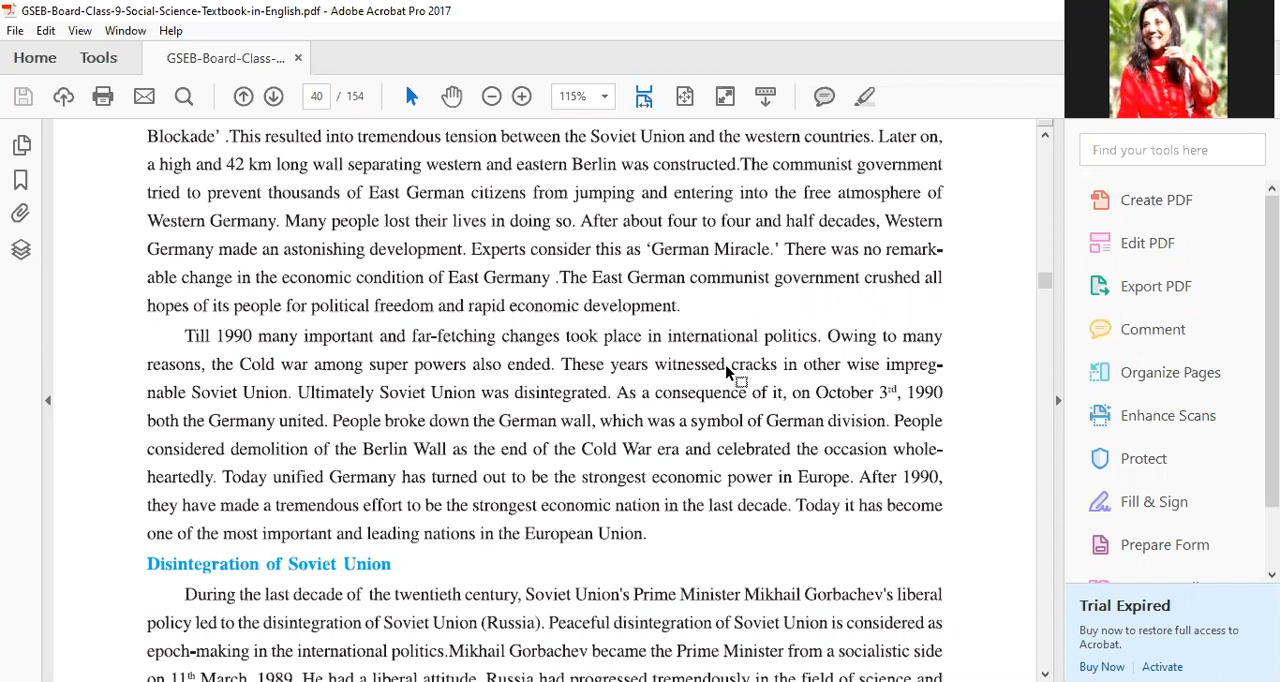 GSEB-Board-Class-9-Social-Science-Textbook-in-English.pdf - Adobe Acrobat Pro 2017
File Edit View Window Help
Home Tools GSEB-Board-Class-... ×
40 / 154 115%
Find your tools here
Create PDF
Edit PDF
Export PDF
Comment
Organize Pages
Enhance Scans
Protect
Fill & Sign
Prepare Form
Trial Expired
Buy now to restore full access to
Acrobat.
Buy Now Activate
Blockade' .This resulted into tremendous tension between the Soviet Union and the western countries. Later on,
a high and 42 km long wall separating western and eastern Berlin was constructed.The communist government
tried to prevent thousands of East German citizens from jumping and entering into the free atmosphere of
Western Germany. Many people lost their lives in doing so. After about four to four and half decades, Western
Germany made an astonishing development. Experts consider this as 'German Miracle.' There was no remark-
able change in the economic condition of East Germany .The East German communist government crushed all
hopes of its people for political freedom and rapid economic development.
Till 1990 many important and far-fetching changes took place in international politics. Owing to many
reasons, the Cold war among super powers also ended. These years witnessed cracks in other wise impreg-
nable Soviet Union. Ultimately Soviet Union was disintegrated. As a consequence of it, on October 3rd, 1990
both the Germany united. People broke down the German wall, which was a symbol of German division. People
considered demolition of the Berlin Wall as the end of the Cold War era and celebrated the occasion whole-
heartedly. Today unified Germany has turned out to be the strongest economic power in Europe. After 1990,
they have made a tremendous effort to be the strongest economic nation in the last decade. Today it has become
one of the most important and leading nations in the European Union.
Disintegration of Soviet Union
During the last decade of the twentieth century, Soviet Union's Prime Minister Mikhail Gorbachev's liberal
policy led to the disintegration of Soviet Union (Russia). Peaceful disintegration of Soviet Union is considered as
epoch-making in the international politics.Mikhail Gorbachev became the Prime Minister from a socialistic side
on 11th March, 1989. He had a liberal attitude. Russia had progressed tremendously in the field of science and